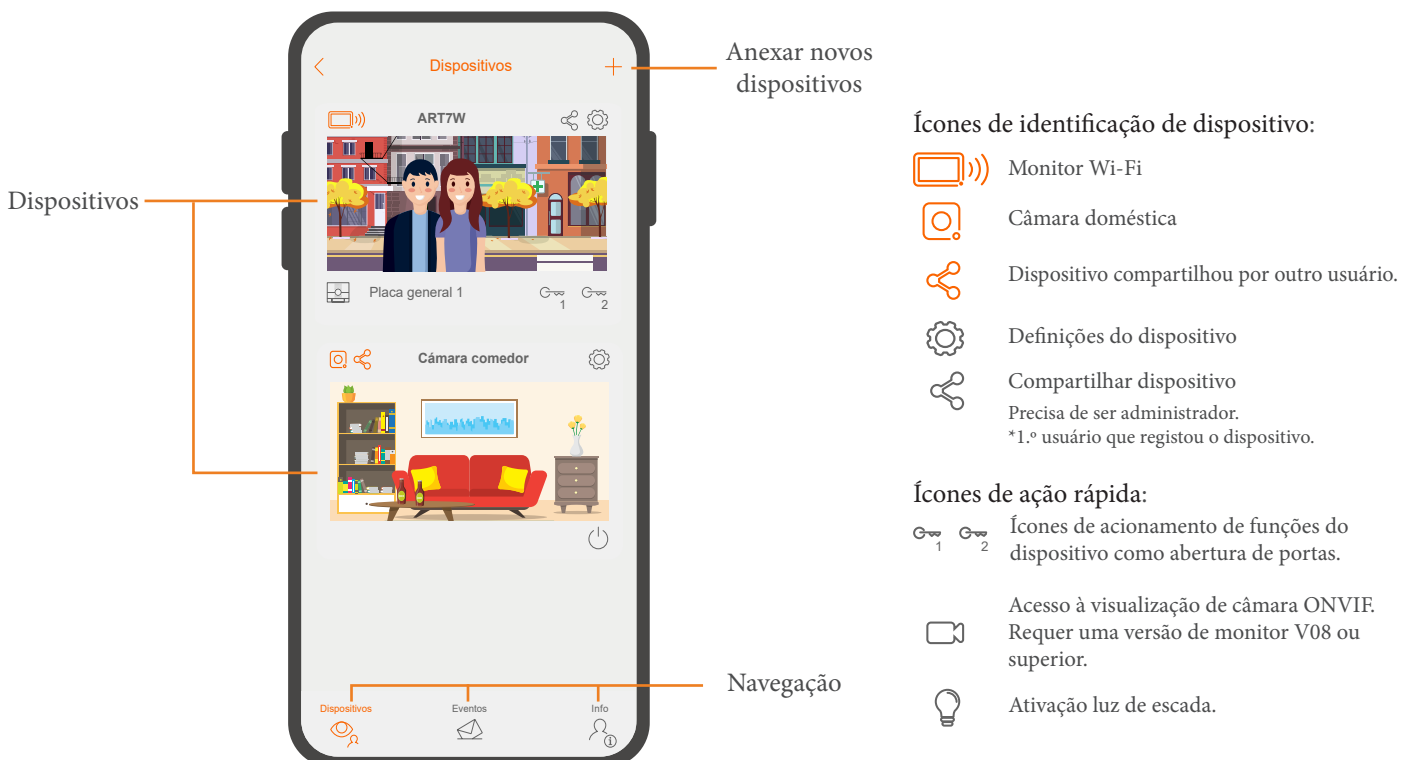 Anexar novos
dispositivos
Dispositivos
ART7W
Dispositivos
Placa general 1
1
2
Cámara comedor
Navegação
Dispositivos
Eventos
Info
Ícones de identificação de dispositivo:
Monitor Wi-Fi
Câmara doméstica
Dispositivo compartilhou por outro usuário.
Definições do dispositivo
Compartilhar dispositivo
Precisa de ser administrador.
*1.º usuário que registou o dispositivo.
Ícones de ação rápida:
1
2
Ícones de acionamento de funções do
dispositivo como abertura de portas.
Acesso à visualização de câmara ONVIF.
Requer uma versão de monitor V08 ou
superior.
Ativação luz de escada.